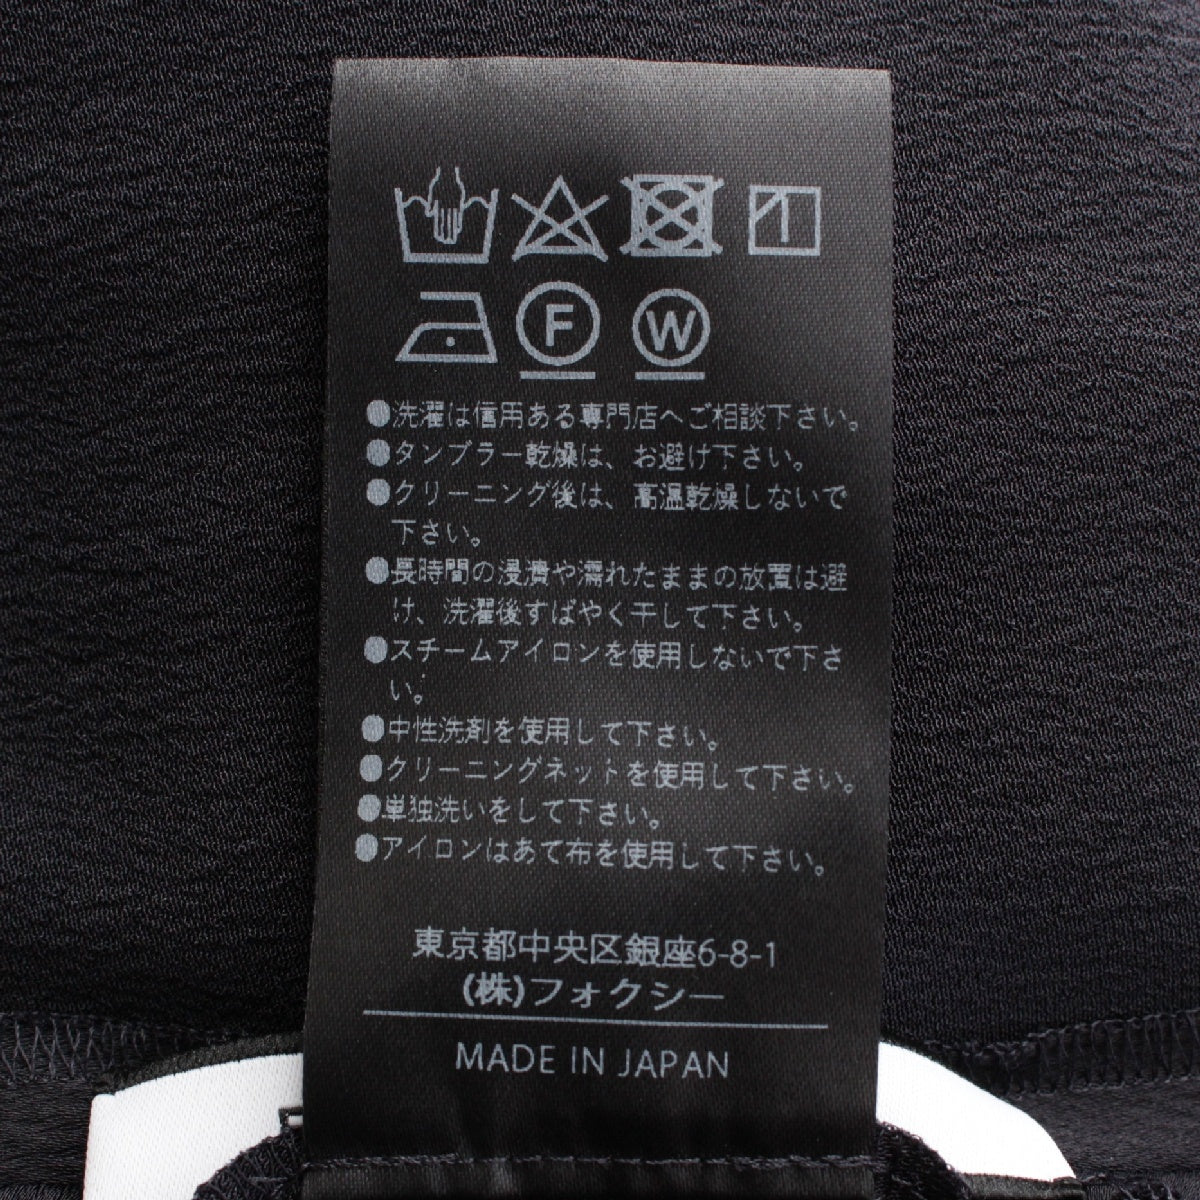 F W
●洗濯は信用ある専門店へご相談下さい。
●タンブラー乾燥は、お避け下さい。
●クリーニング後は、高温乾燥しないで
下さい。
●長時間の浸漬や濡れたままの放置は避
け、洗濯後すばやく干して下さい。
●スチームアイロンを使用しないで下さ
い。
●中性洗剤を使用して下さい。
●クリーニングネットを使用して下さい。
●単独洗いをして下さい。
●アイロンはあて布を使用して下さい。
東京都中央区銀座6-8-1
(株)フォクシー
MADE IN JAPAN